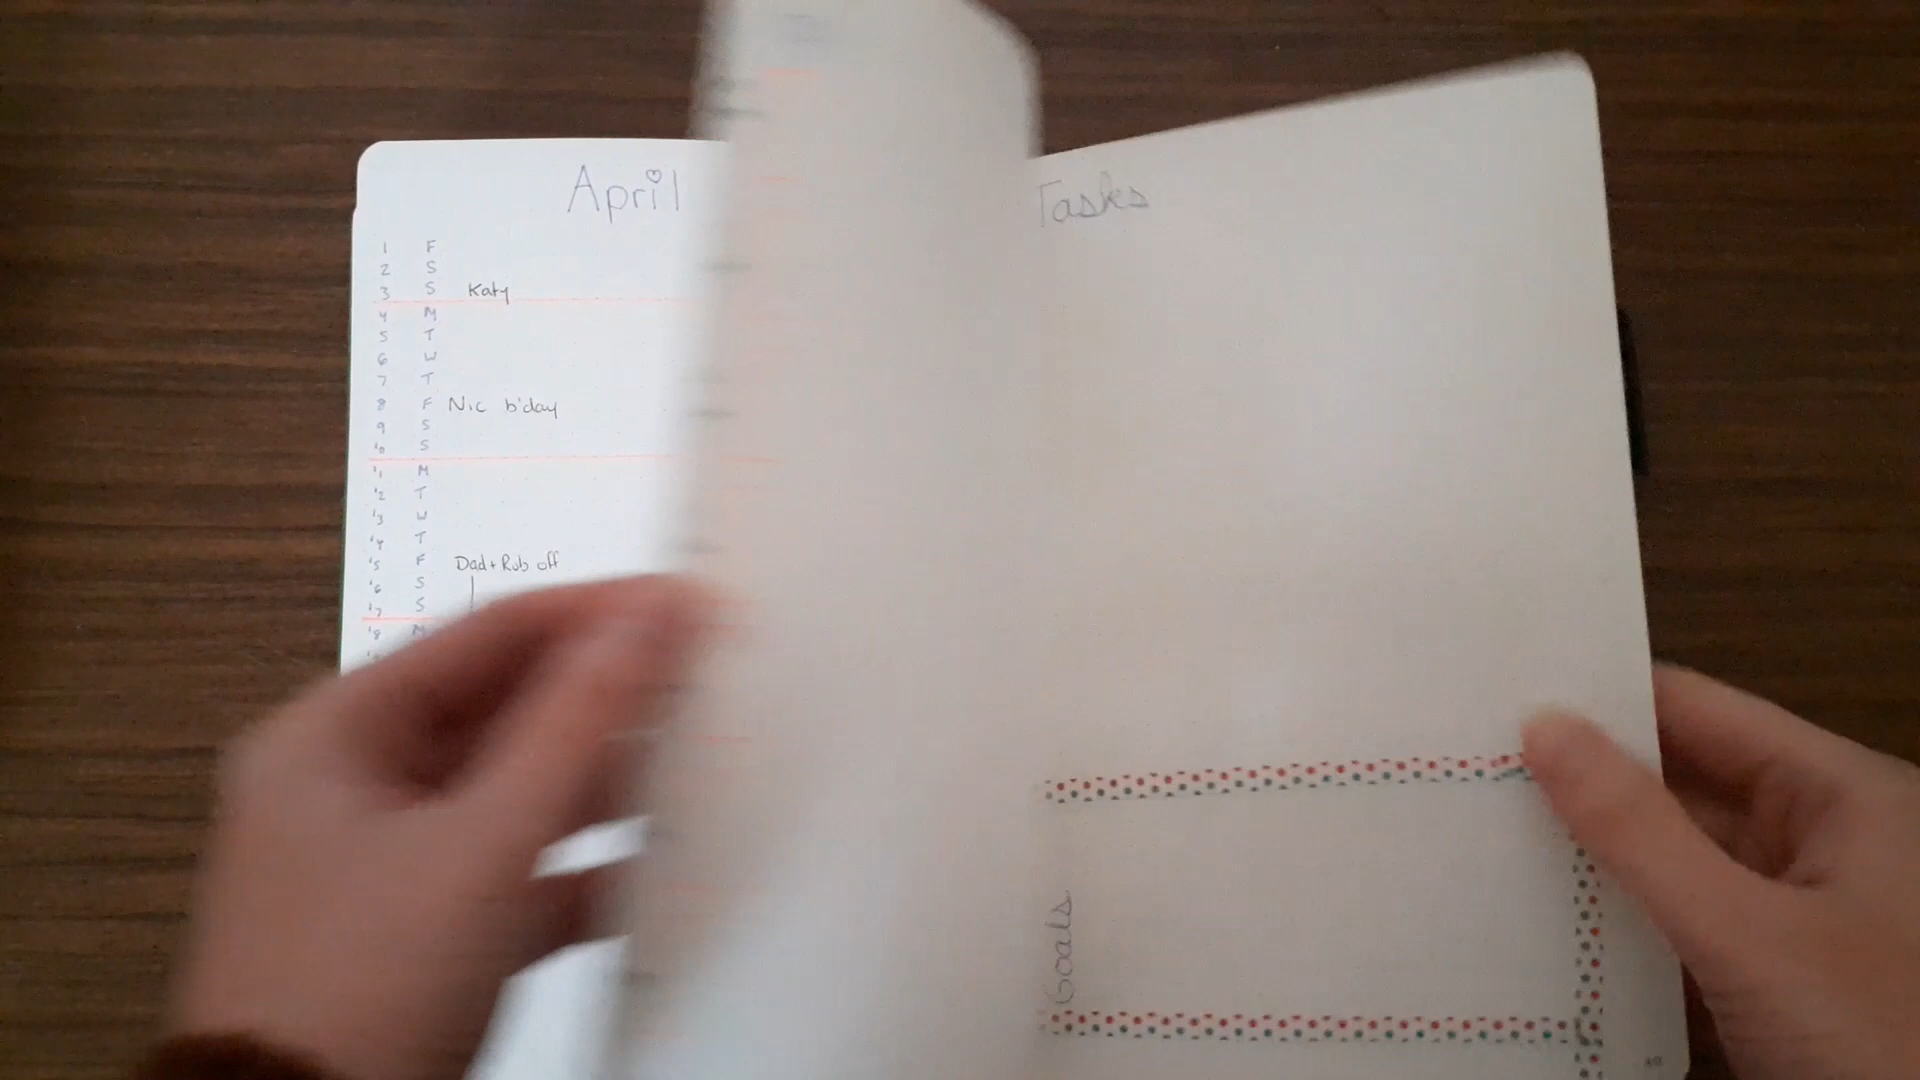 April
1 F
2 S
3 S Katy
4 M
5 T
6 W
7 T
8 F Nic b'day
9 S
10 S
11 M
12 T
13 W
14 T
15 F Dad + Rob off
16 S
17 S
18 M
Tasks
Goals